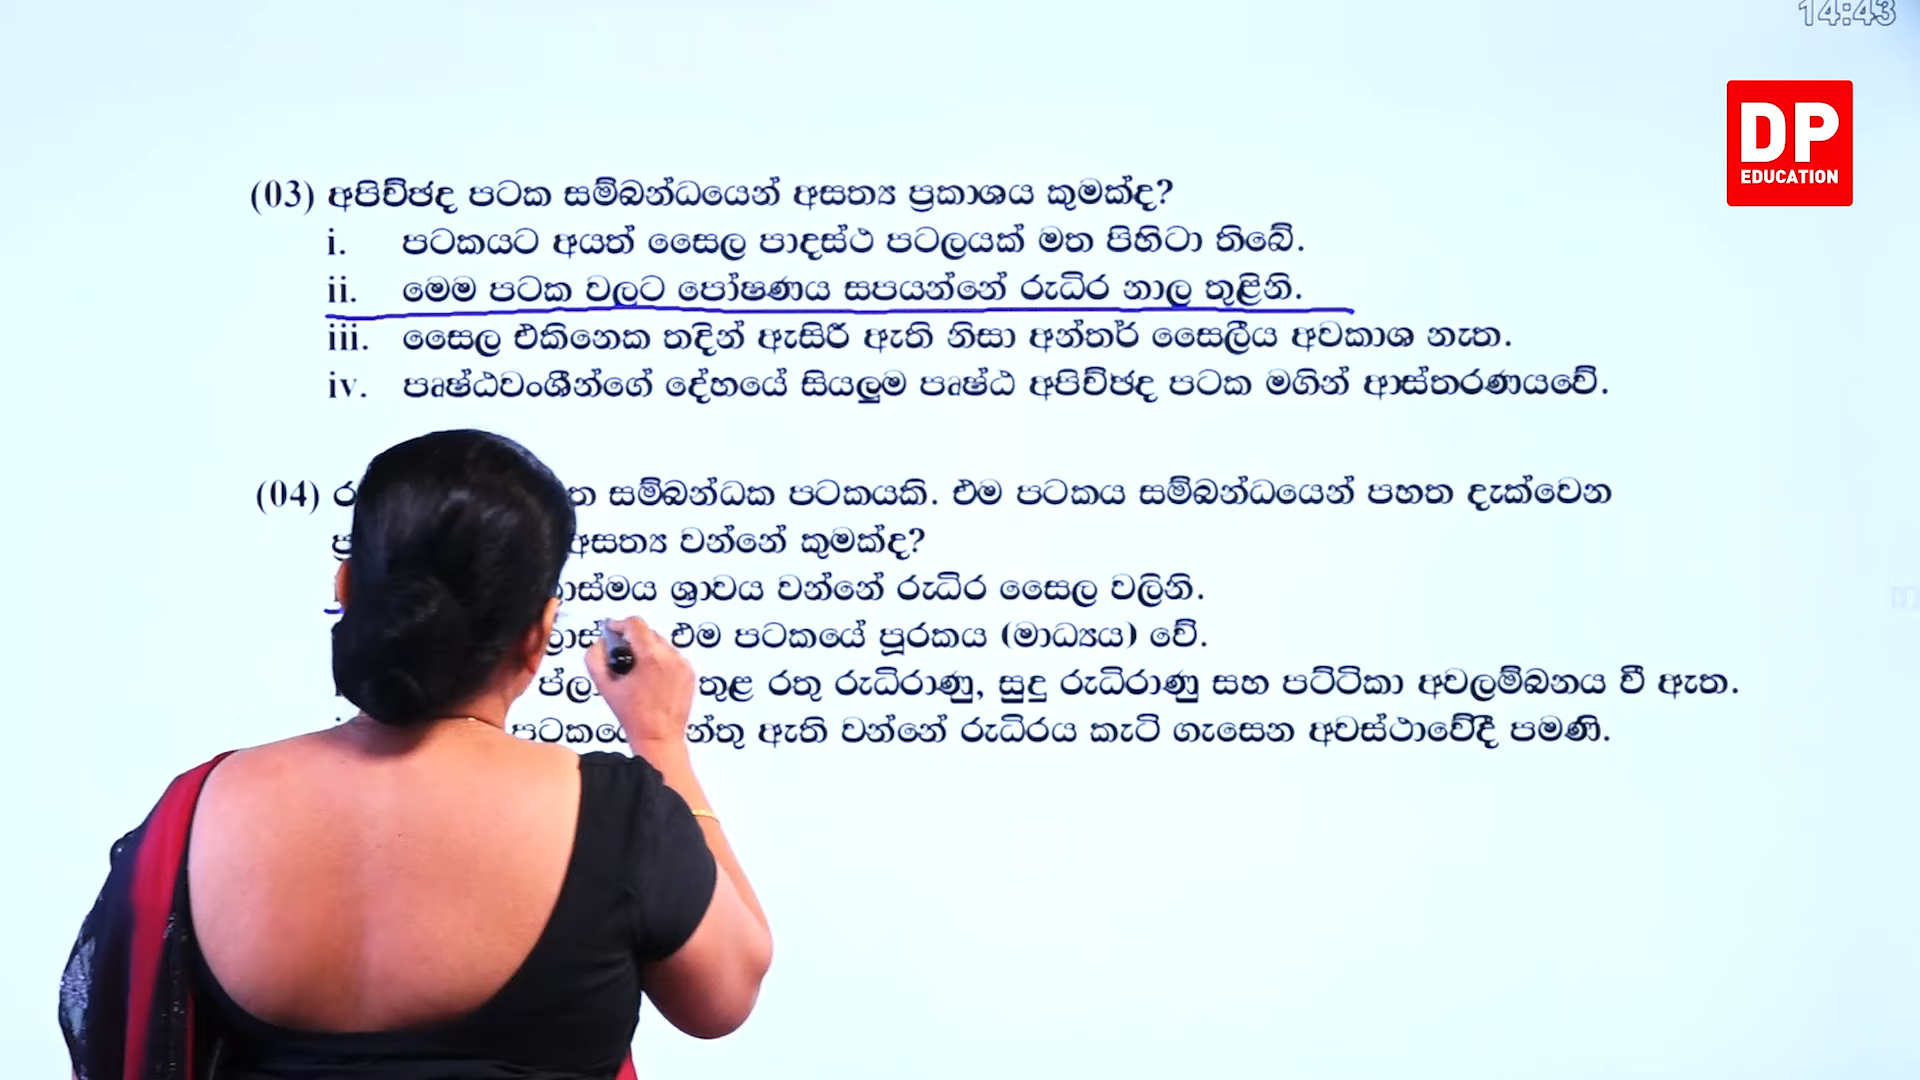 14:43
DP
EDUCATION
(03) අපිච්ඡද පටක සම්බන්ධයෙන් අසත්‍ය ප්‍රකාශය කුමක්ද?
i. පටකයට අයත් සෛල පාදස්ථ පටලයක් මත පිහිටා තිබේ.
ii. මෙම පටක වලට පෝෂණය සපයන්නේ රුධිර නාල තුළිනි.
iii. සෛල එකිනෙක තදින් ඇසිරී ඇති නිසා අන්තර් සෛලීය අවකාශ නැත.
iv. පෘෂ්ඨවංශීන්ගේ දේහයේ සියලුම පෘෂ්ඨ අපිච්ඡද පටක මගින් ආස්තරණයවේ.
(04) සම්බන්ධක පටකයකි. එම පටකය සම්බන්ධයෙන් පහත දැක්වෙන
අසත්‍ය වන්නේ කුමක්ද?
ශ්‍රාවය වන්නේ රුධිර සෛල වලිනි.
එම පටකයේ පූරකය (මාධ්‍යය) වේ.
තුළ රතු රුධිරාණු, සුදු රුධිරාණු සහ පට්ටිකා අවලම්බනය වී ඇත.
ඇති වන්නේ රුධිරය කැටි ගැසෙන අවස්ථාවේදී පමණි.